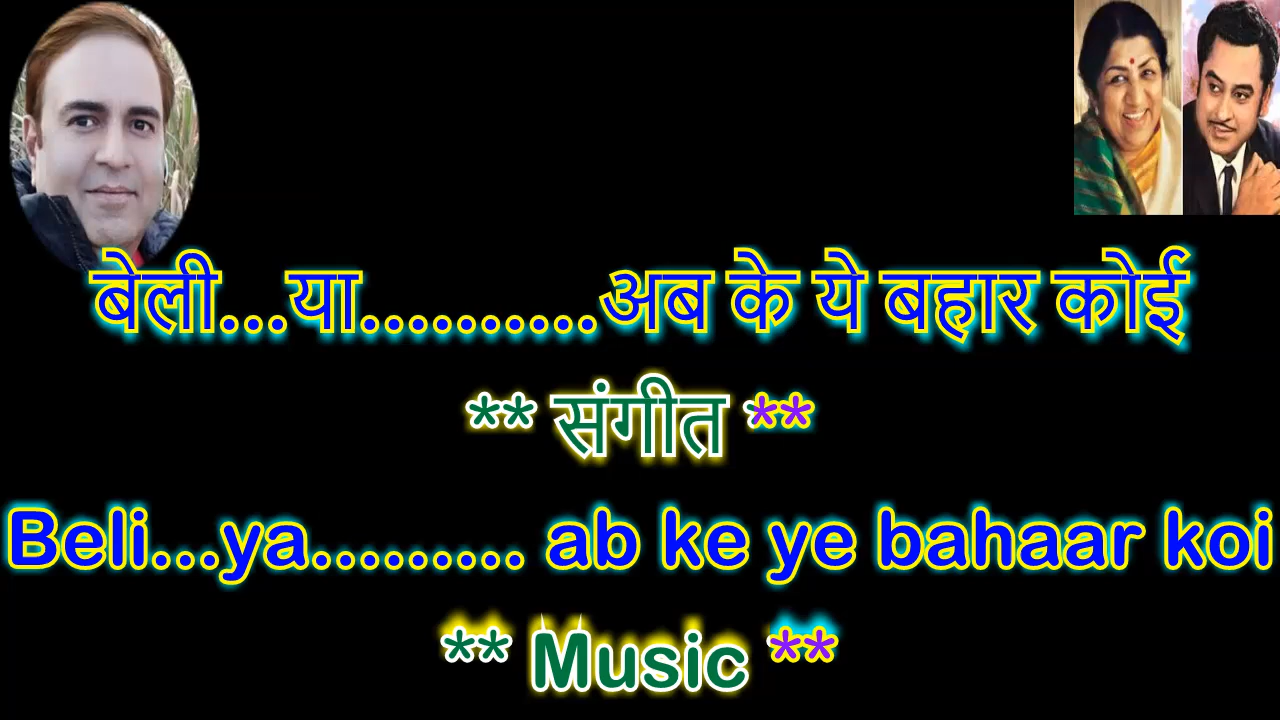 बेली...या..........अब के ये बहार कोई
** संगीत **
Beli...ya......... ab ke ye bahaar koi
** Music **